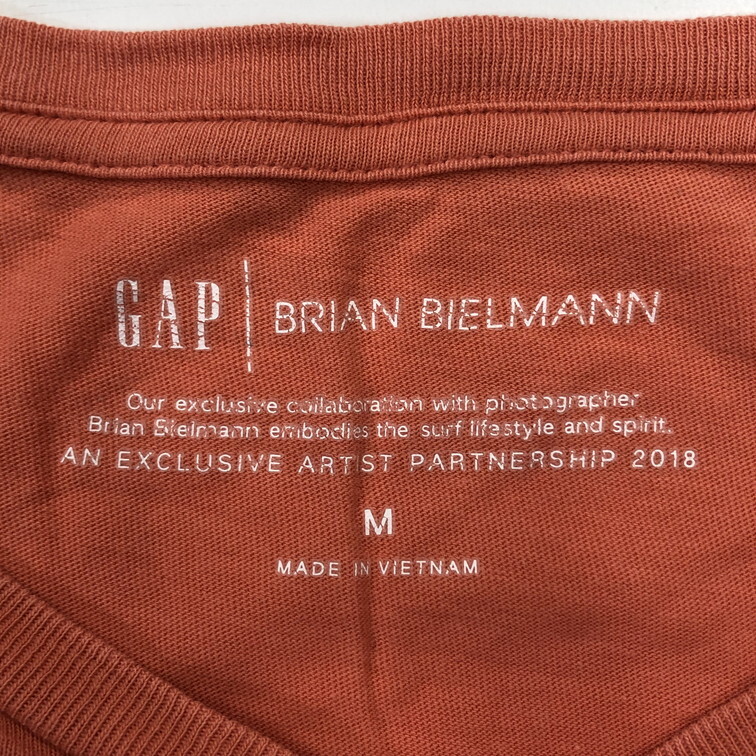 GAP | BRIAN BIELMANN
Our exclusive collaboration with photographer
Brian Bielmann embodies the surf lifestyle and spirit.
AN EXCLUSIVE ARTIST PARTNERSHIP 2018
M
MADE IN VIETNAM